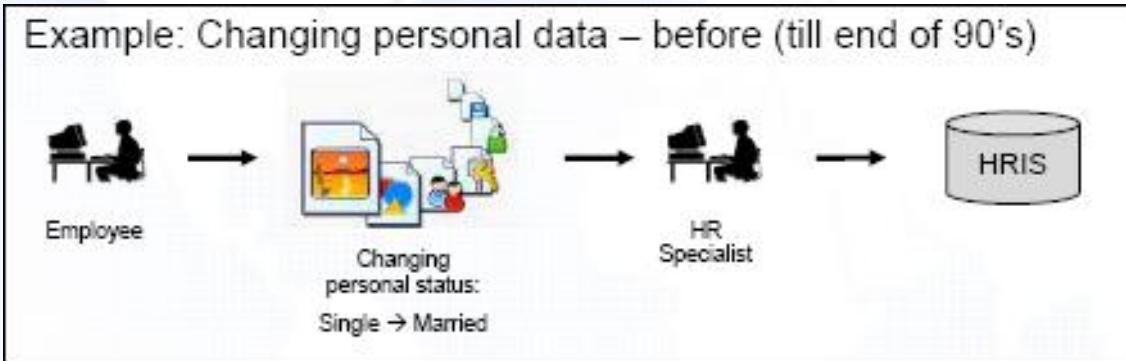 Example: Changing personal data – before (till end of 90's)
Employee
Changing
personal status:
Single → Married
HR
Specialist
HRIS